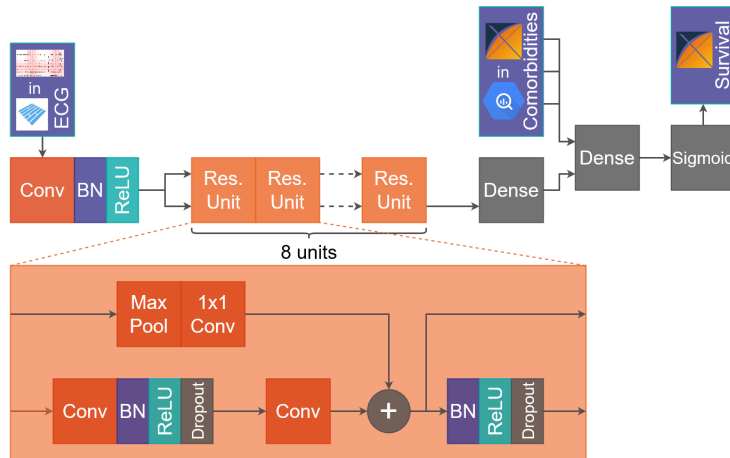 in
ECG
in
Comorbidities
Survival
Conv
BN
ReLU
Res.
Unit
Res.
Unit
Res.
Unit
Dense
Dense
Sigmoid
8 units
Max
Pool
1x1
Conv
Conv
BN
ReLU
Dropout
Conv
+
BN
ReLU
Dropout